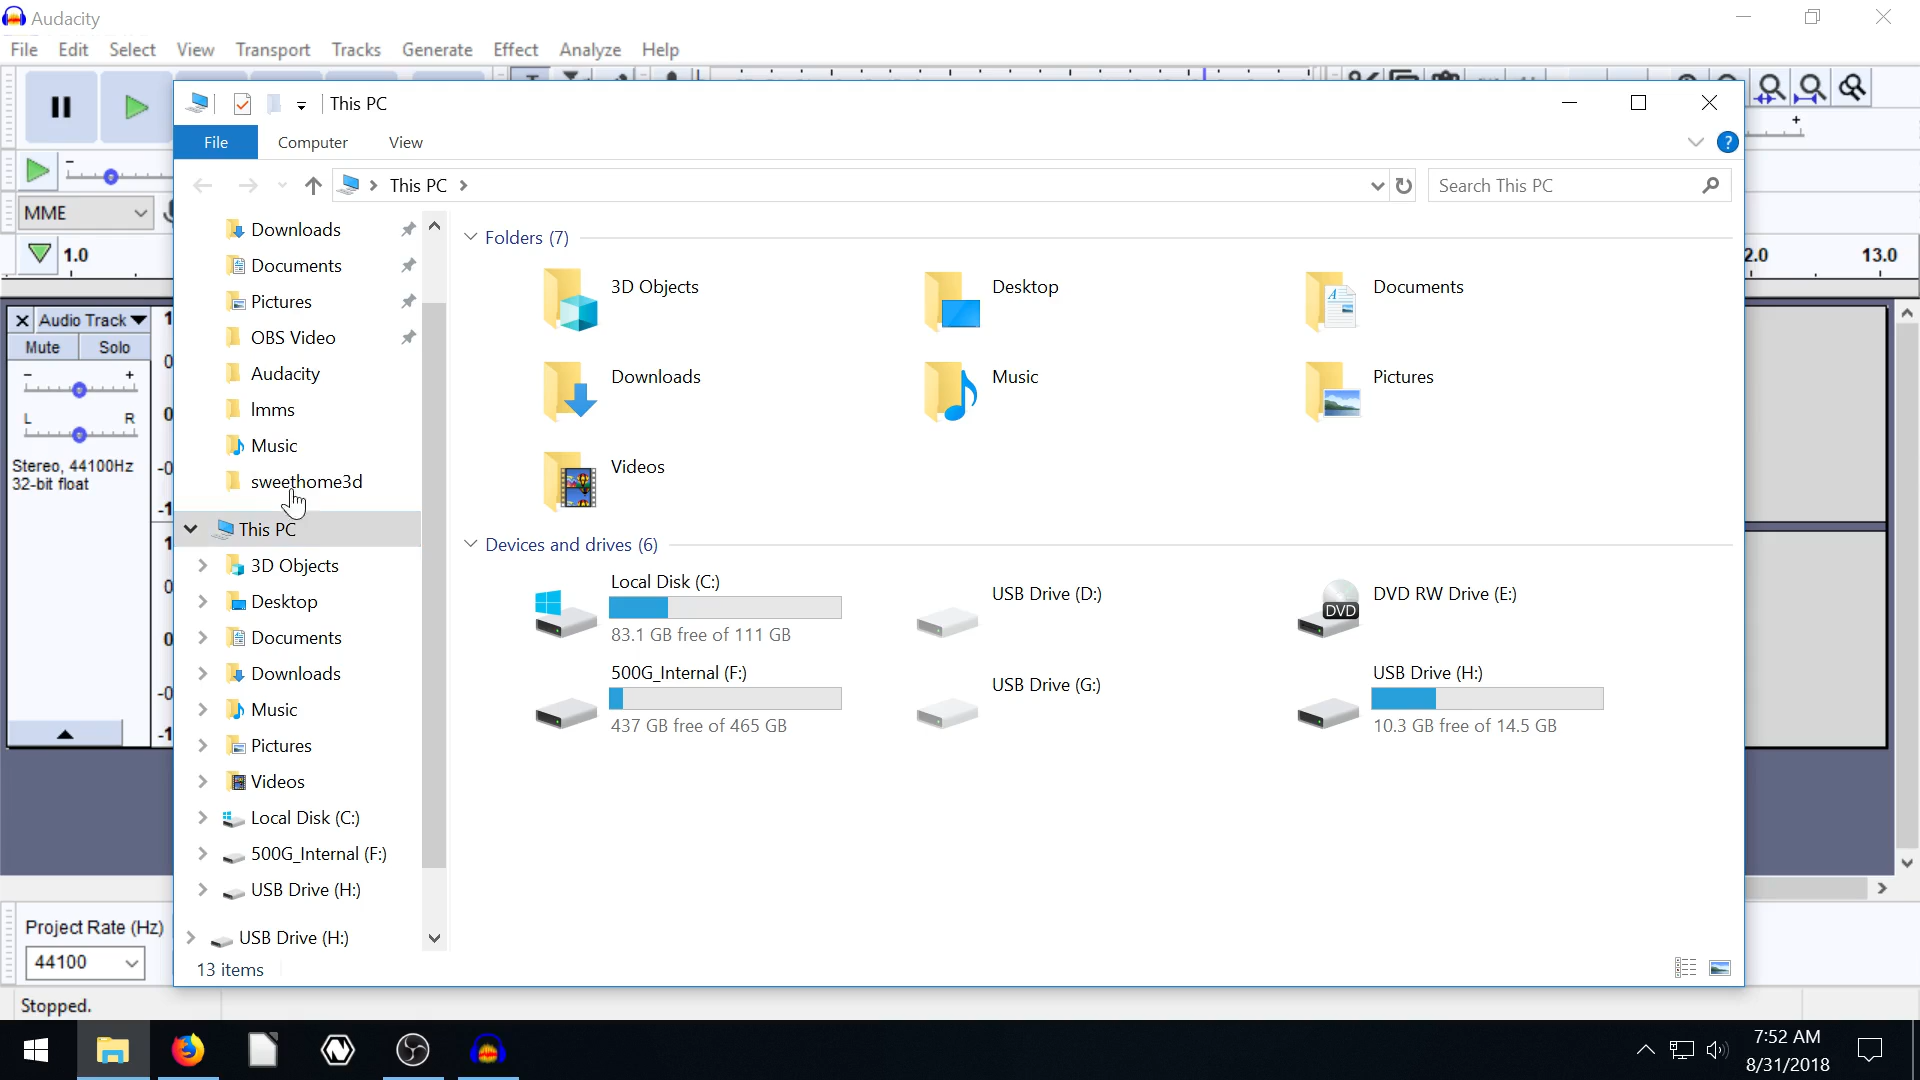 Audacity
File Edit Select View Transport Tracks Generate Effect Analyze Help
This PC
File Computer View
This PC
Search This PC
MME
1.0
2.0 13.0
Audio Track
Mute Solo
- +
L R
Stereo, 44100Hz
32-bit float
Downloads
Documents
Pictures
OBS Video
Audacity
lmms
Music
sweethome3d
This PC
3D Objects
Desktop
Documents
Downloads
Music
Pictures
Videos
Local Disk (C:)
500G_Internal (F:)
USB Drive (H:)
USB Drive (H:)
Folders (7)
3D Objects
Desktop
Documents
Downloads
Music
Pictures
Videos
Devices and drives (6)
Local Disk (C:)
83.1 GB free of 111 GB
USB Drive (D:)
DVD RW Drive (E:)
DVD
500G_Internal (F:)
437 GB free of 465 GB
USB Drive (G:)
USB Drive (H:)
10.3 GB free of 14.5 GB
13 items
Project Rate (Hz)
44100
Stopped.
7:52 AM
8/31/2018